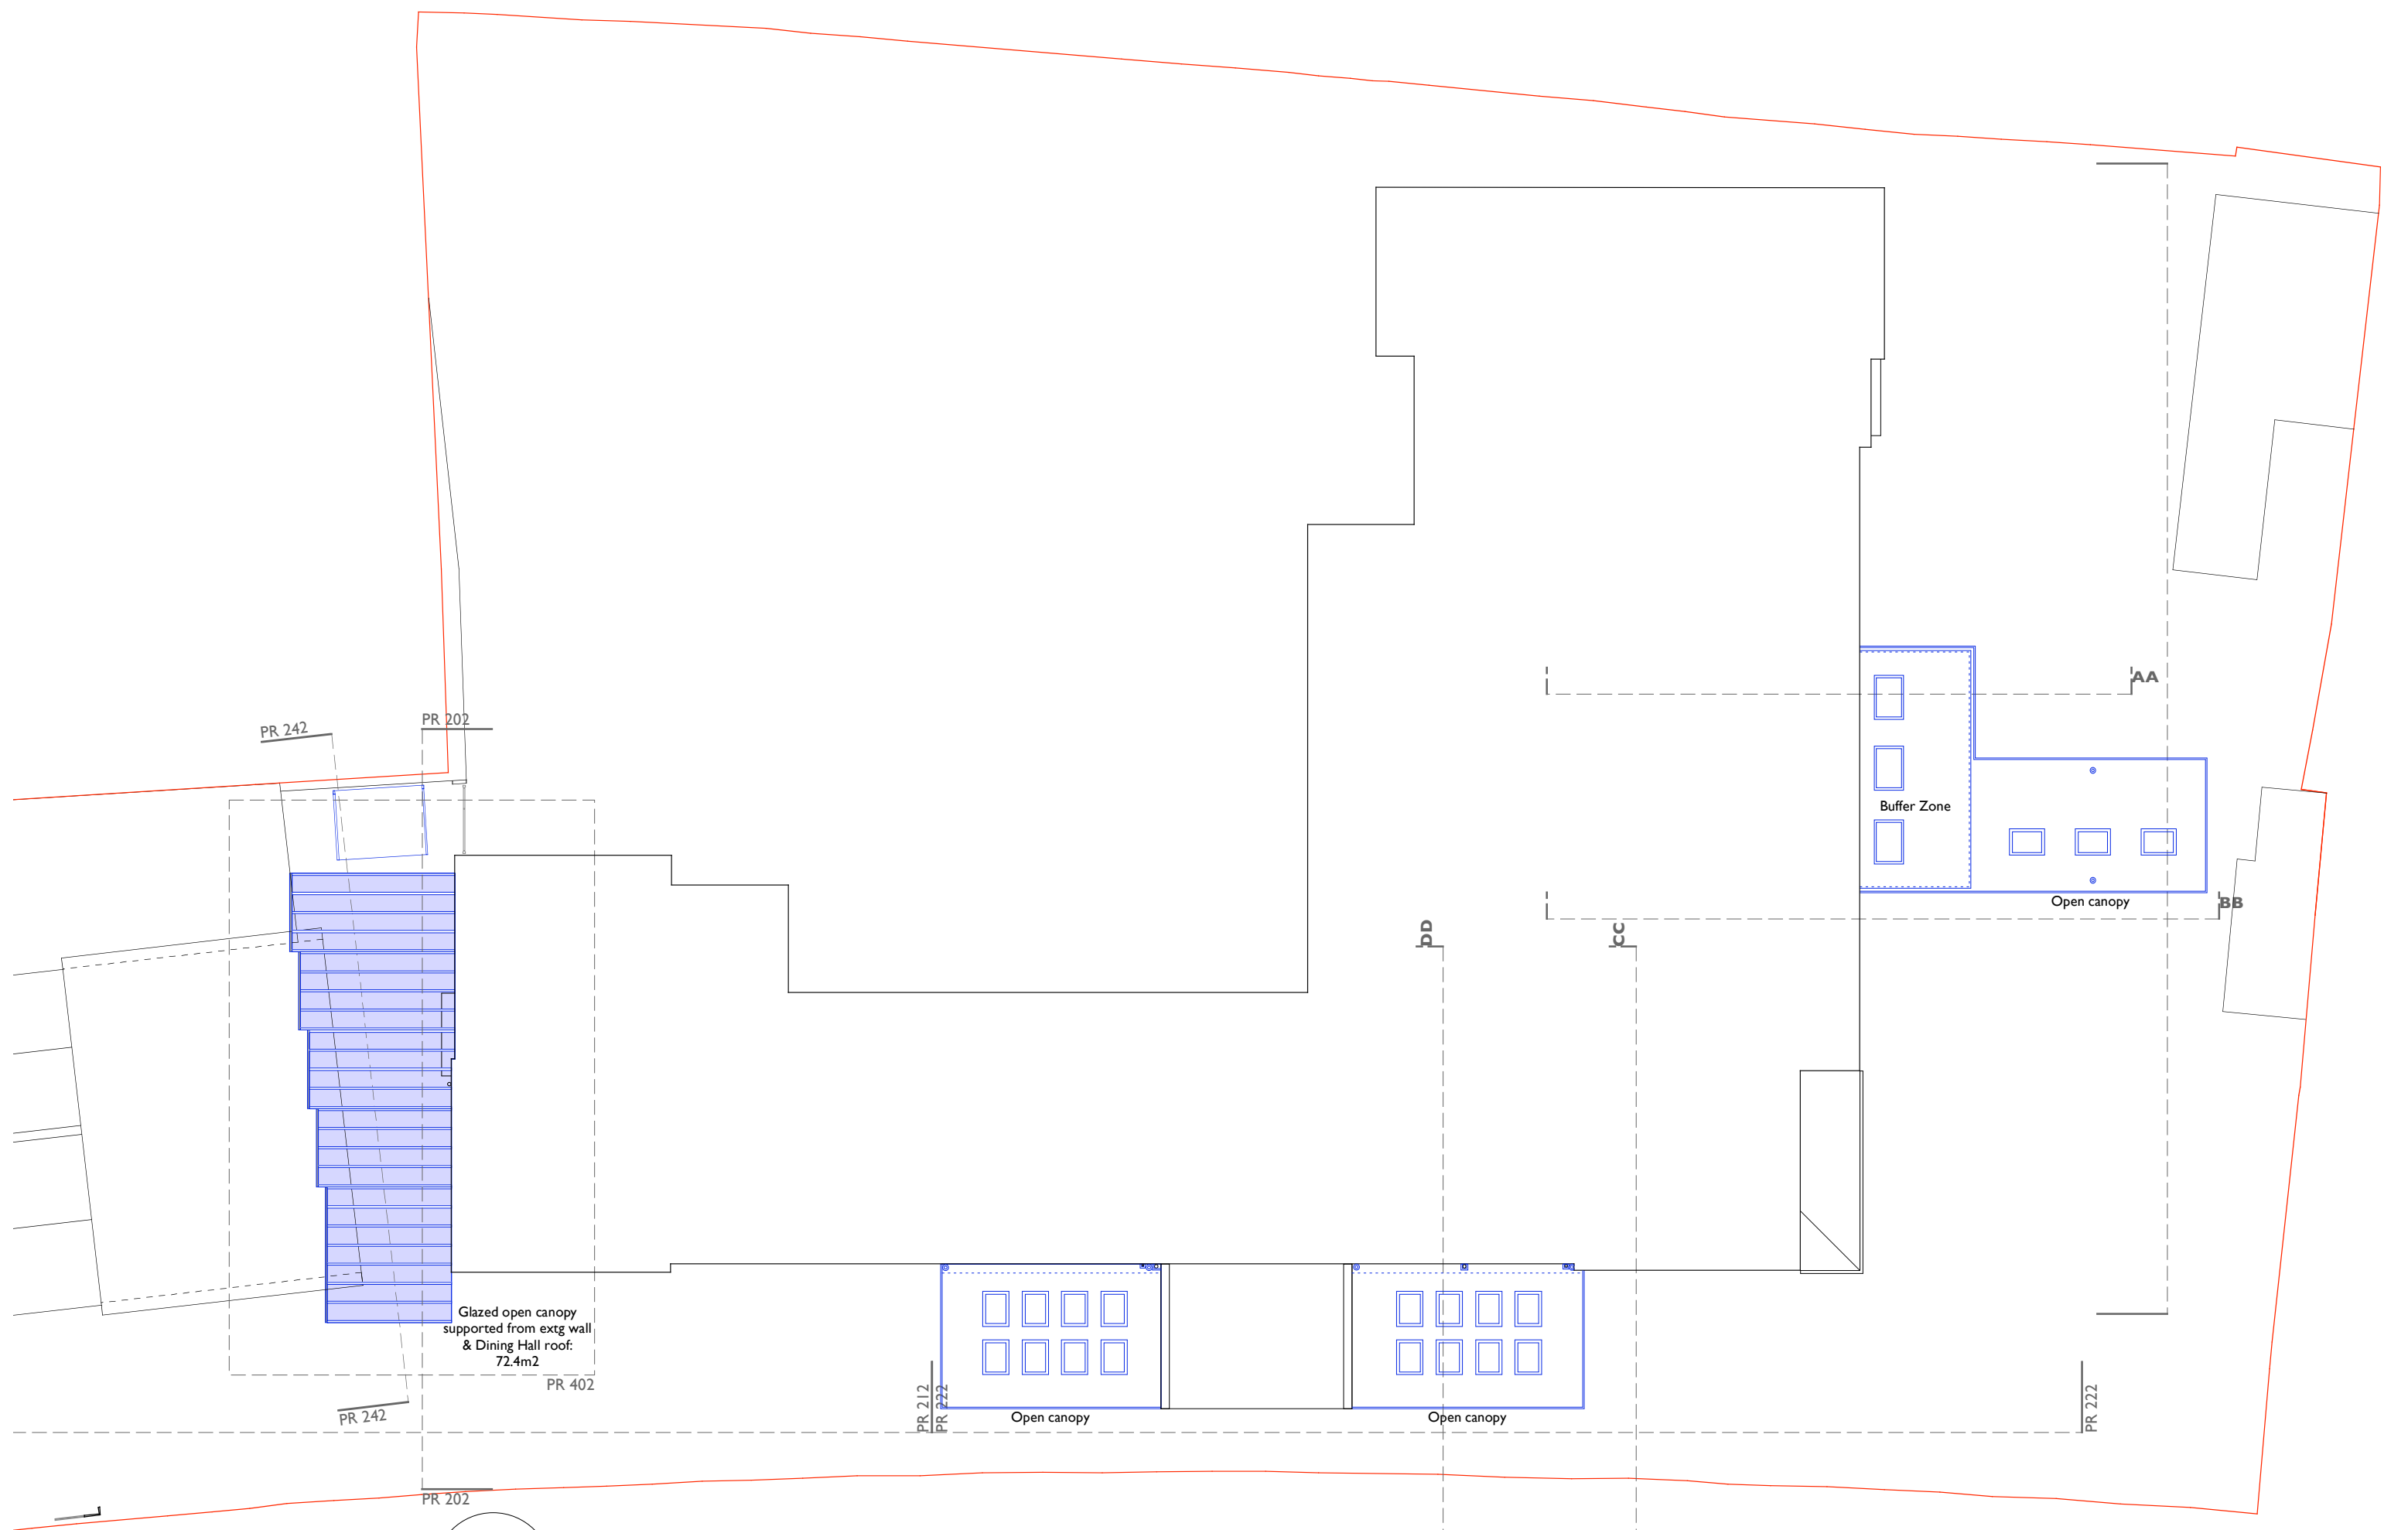 AA
PR 242
PR 202
Buffer Zone
Open canopy
BB
DD
CC
Glazed open canopy
supported from extg wall
& Dining Hall roof:
72.4m2
PR 402
PR 242
PR 212
PR 222
Open canopy
Open canopy
PR 222
PR 202